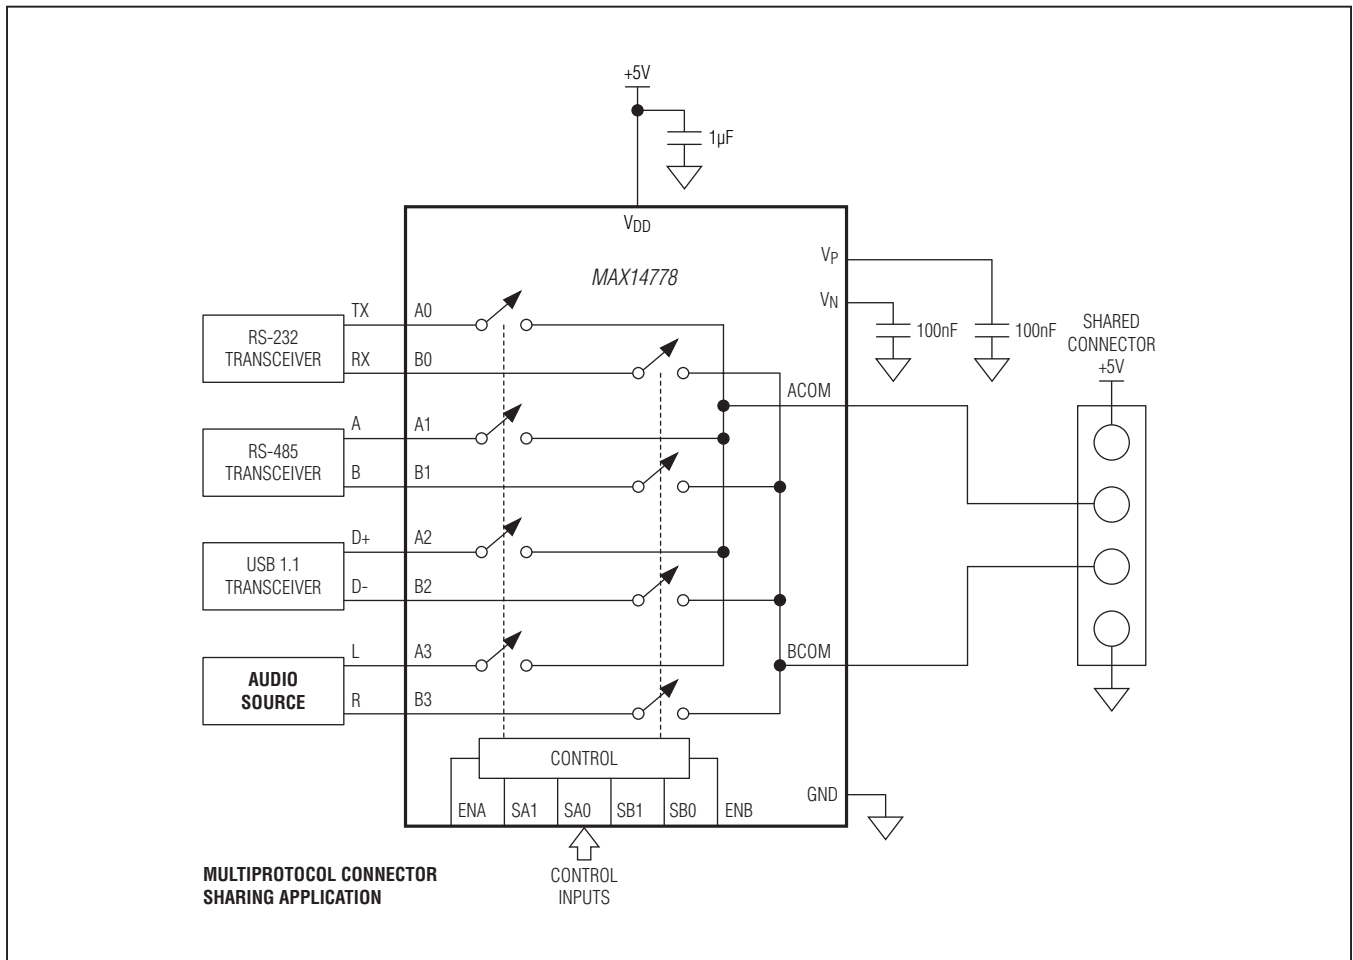 +5V
1µF
VDD
MAX14778
VP
VN
100nF
100nF
SHARED
CONNECTOR
+5V
RS-232
TRANSCEIVER
TX
RX
A0
B0
RS-485
TRANSCEIVER
A
B
A1
B1
USB 1.1
TRANSCEIVER
D+
D-
A2
B2
AUDIO
SOURCE
L
R
A3
B3
ACOM
BCOM
CONTROL
ENA
SA1
SA0
SB1
SB0
ENB
GND
CONTROL
INPUTS
MULTIPROTOCOL CONNECTOR
SHARING APPLICATION